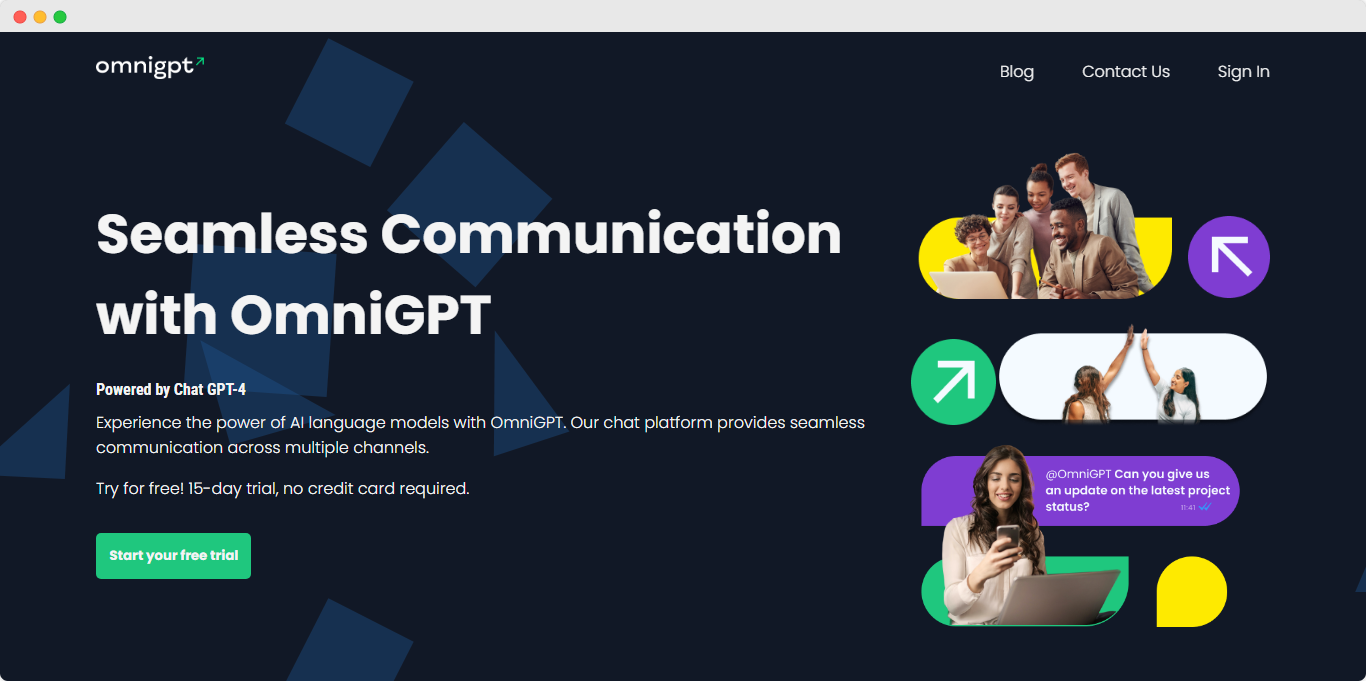 omnigpt
Blog
Contact Us
Sign In
Seamless Communication
with OmniGPT
Powered by Chat GPT-4
Experience the power of AI language models with OmniGPT. Our chat platform provides seamless
communication across multiple channels.
Try for free! 15-day trial, no credit card required.
Start your free trial
@OmniGPT Can you give us
an update on the latest project
status?
11:41